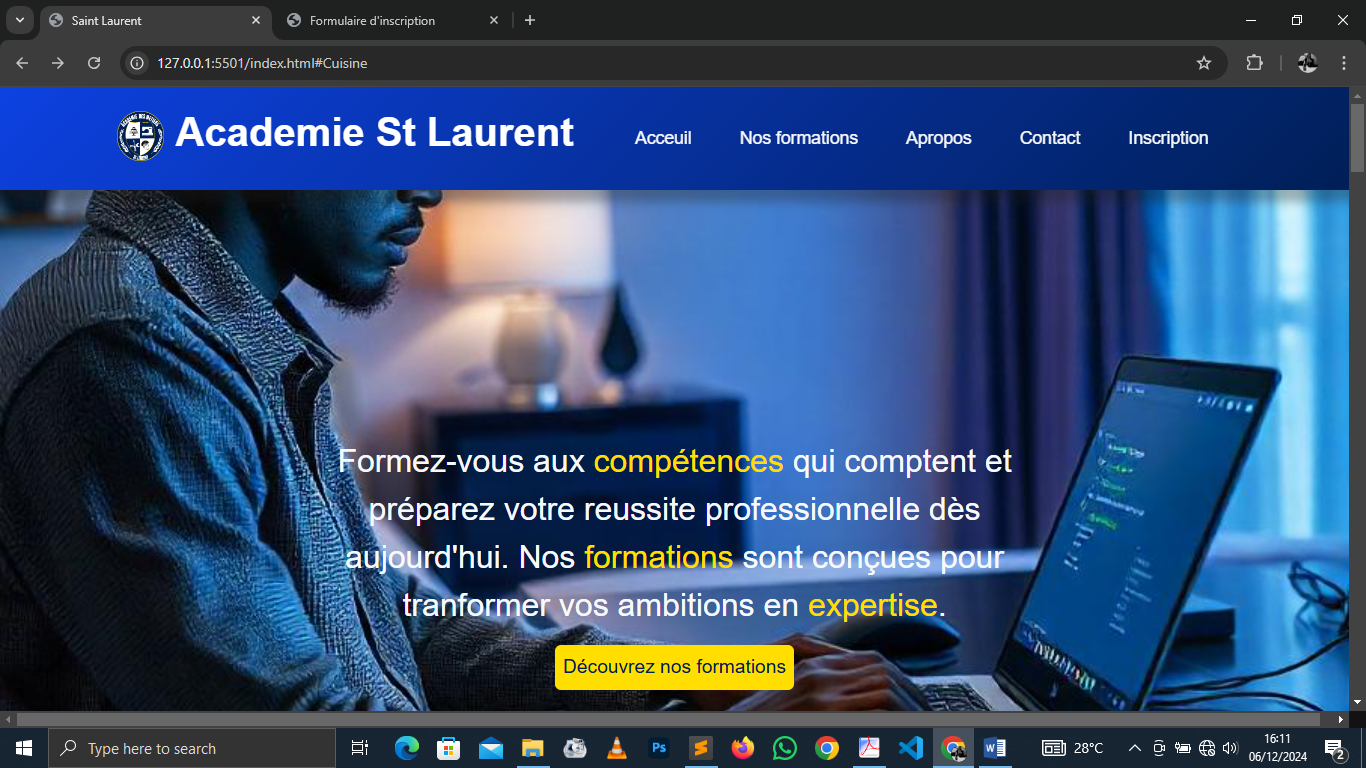 Saint Laurent
Formulaire d'inscription
127.0.0.1:5501/index.html#Cuisine
Academie St Laurent
Acceuil
Nos formations
Apropos
Contact
Inscription
Formez-vous aux compétences qui comptent et
préparez votre reussite professionnelle dès
aujourd'hui. Nos formations sont conçues pour
tranformer vos ambitions en expertise.
Découvrez nos formations
Type here to search
Ps
28°C
16:11
06/12/2024
2